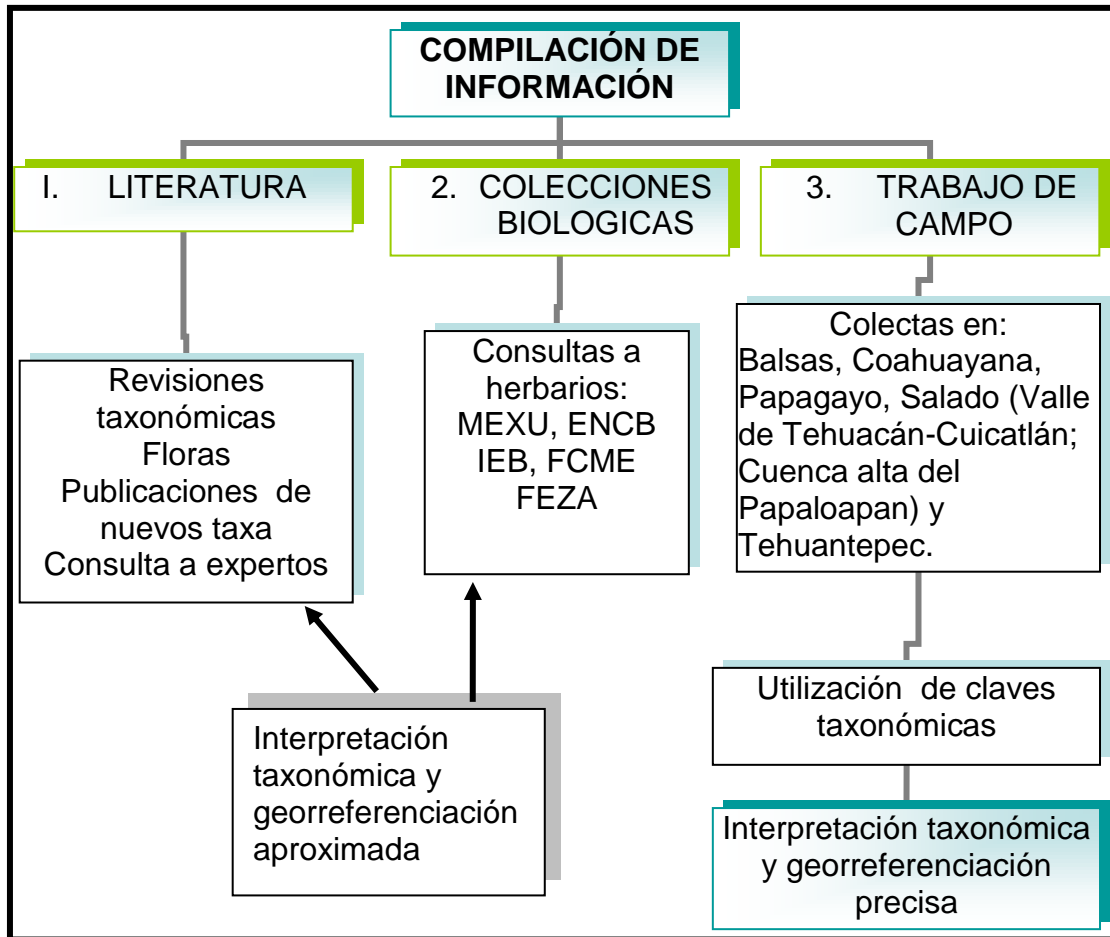 COMPILACIÓN DE
INFORMACIÓN
I. LITERATURA
2. COLECCIONES
BIOLOGICAS
3. TRABAJO DE
CAMPO
Revisiones
taxonómicas
Floras
Publicaciones de
nuevos taxa
Consulta a expertos
Consultas a
herbarios:
MEXU, ENCB
IEB, FCME
FEZA
Colectas en:
Balsas, Coahuayana,
Papagayo, Salado (Valle
de Tehuacán-Cuicatlán;
Cuenca alta del
Papaloapan) y
Tehuantepec.
Interpretación
taxonómica y
georreferenciación
aproximada
Utilización de claves
taxonómicas
Interpretación taxonómica
y georreferenciación
precisa